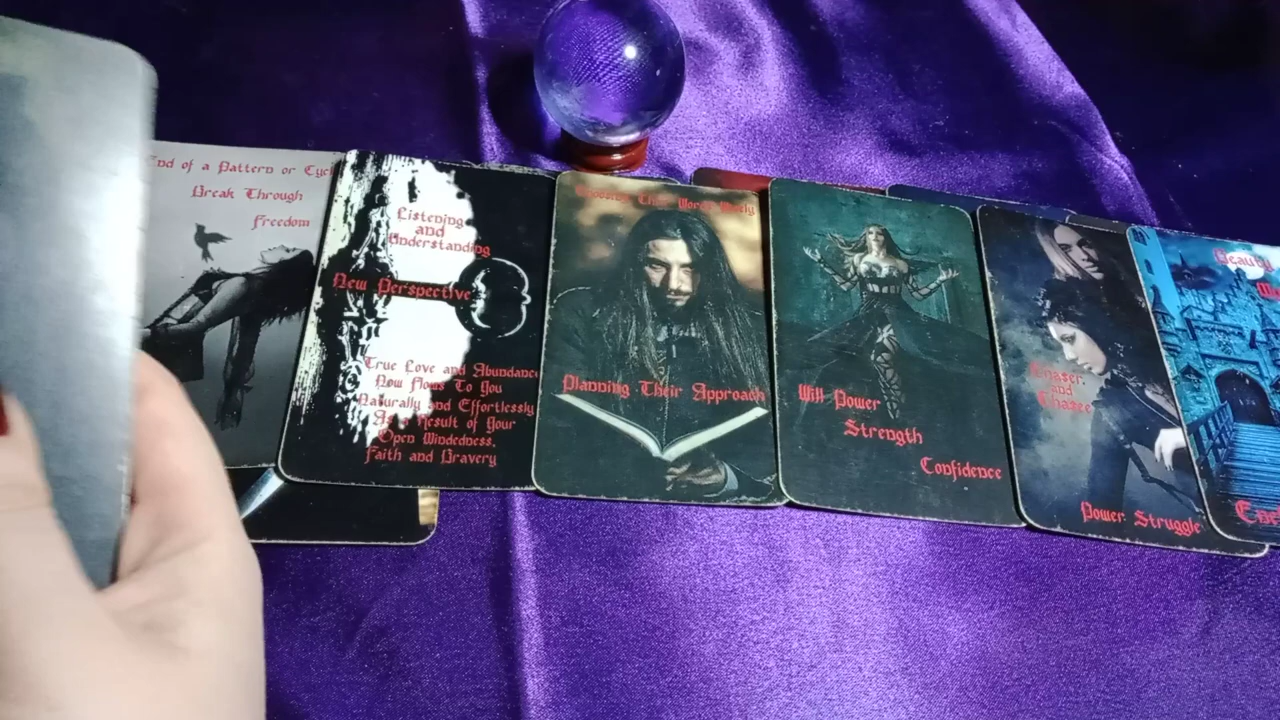 End of a Pattern or
Break Through
Freedom
Listening
and
Understanding
New Perspective
True Love and Abundance
Now Flows To You
Naturally and Effortlessly
As a Result of Your
Open Mindedness,
Faith and Bravery
Choosing Their Words Wisely
Planning Their Approach
Will Power
Strength
Confidence
Chaser
and
Chasee
Power Struggle
Beauty